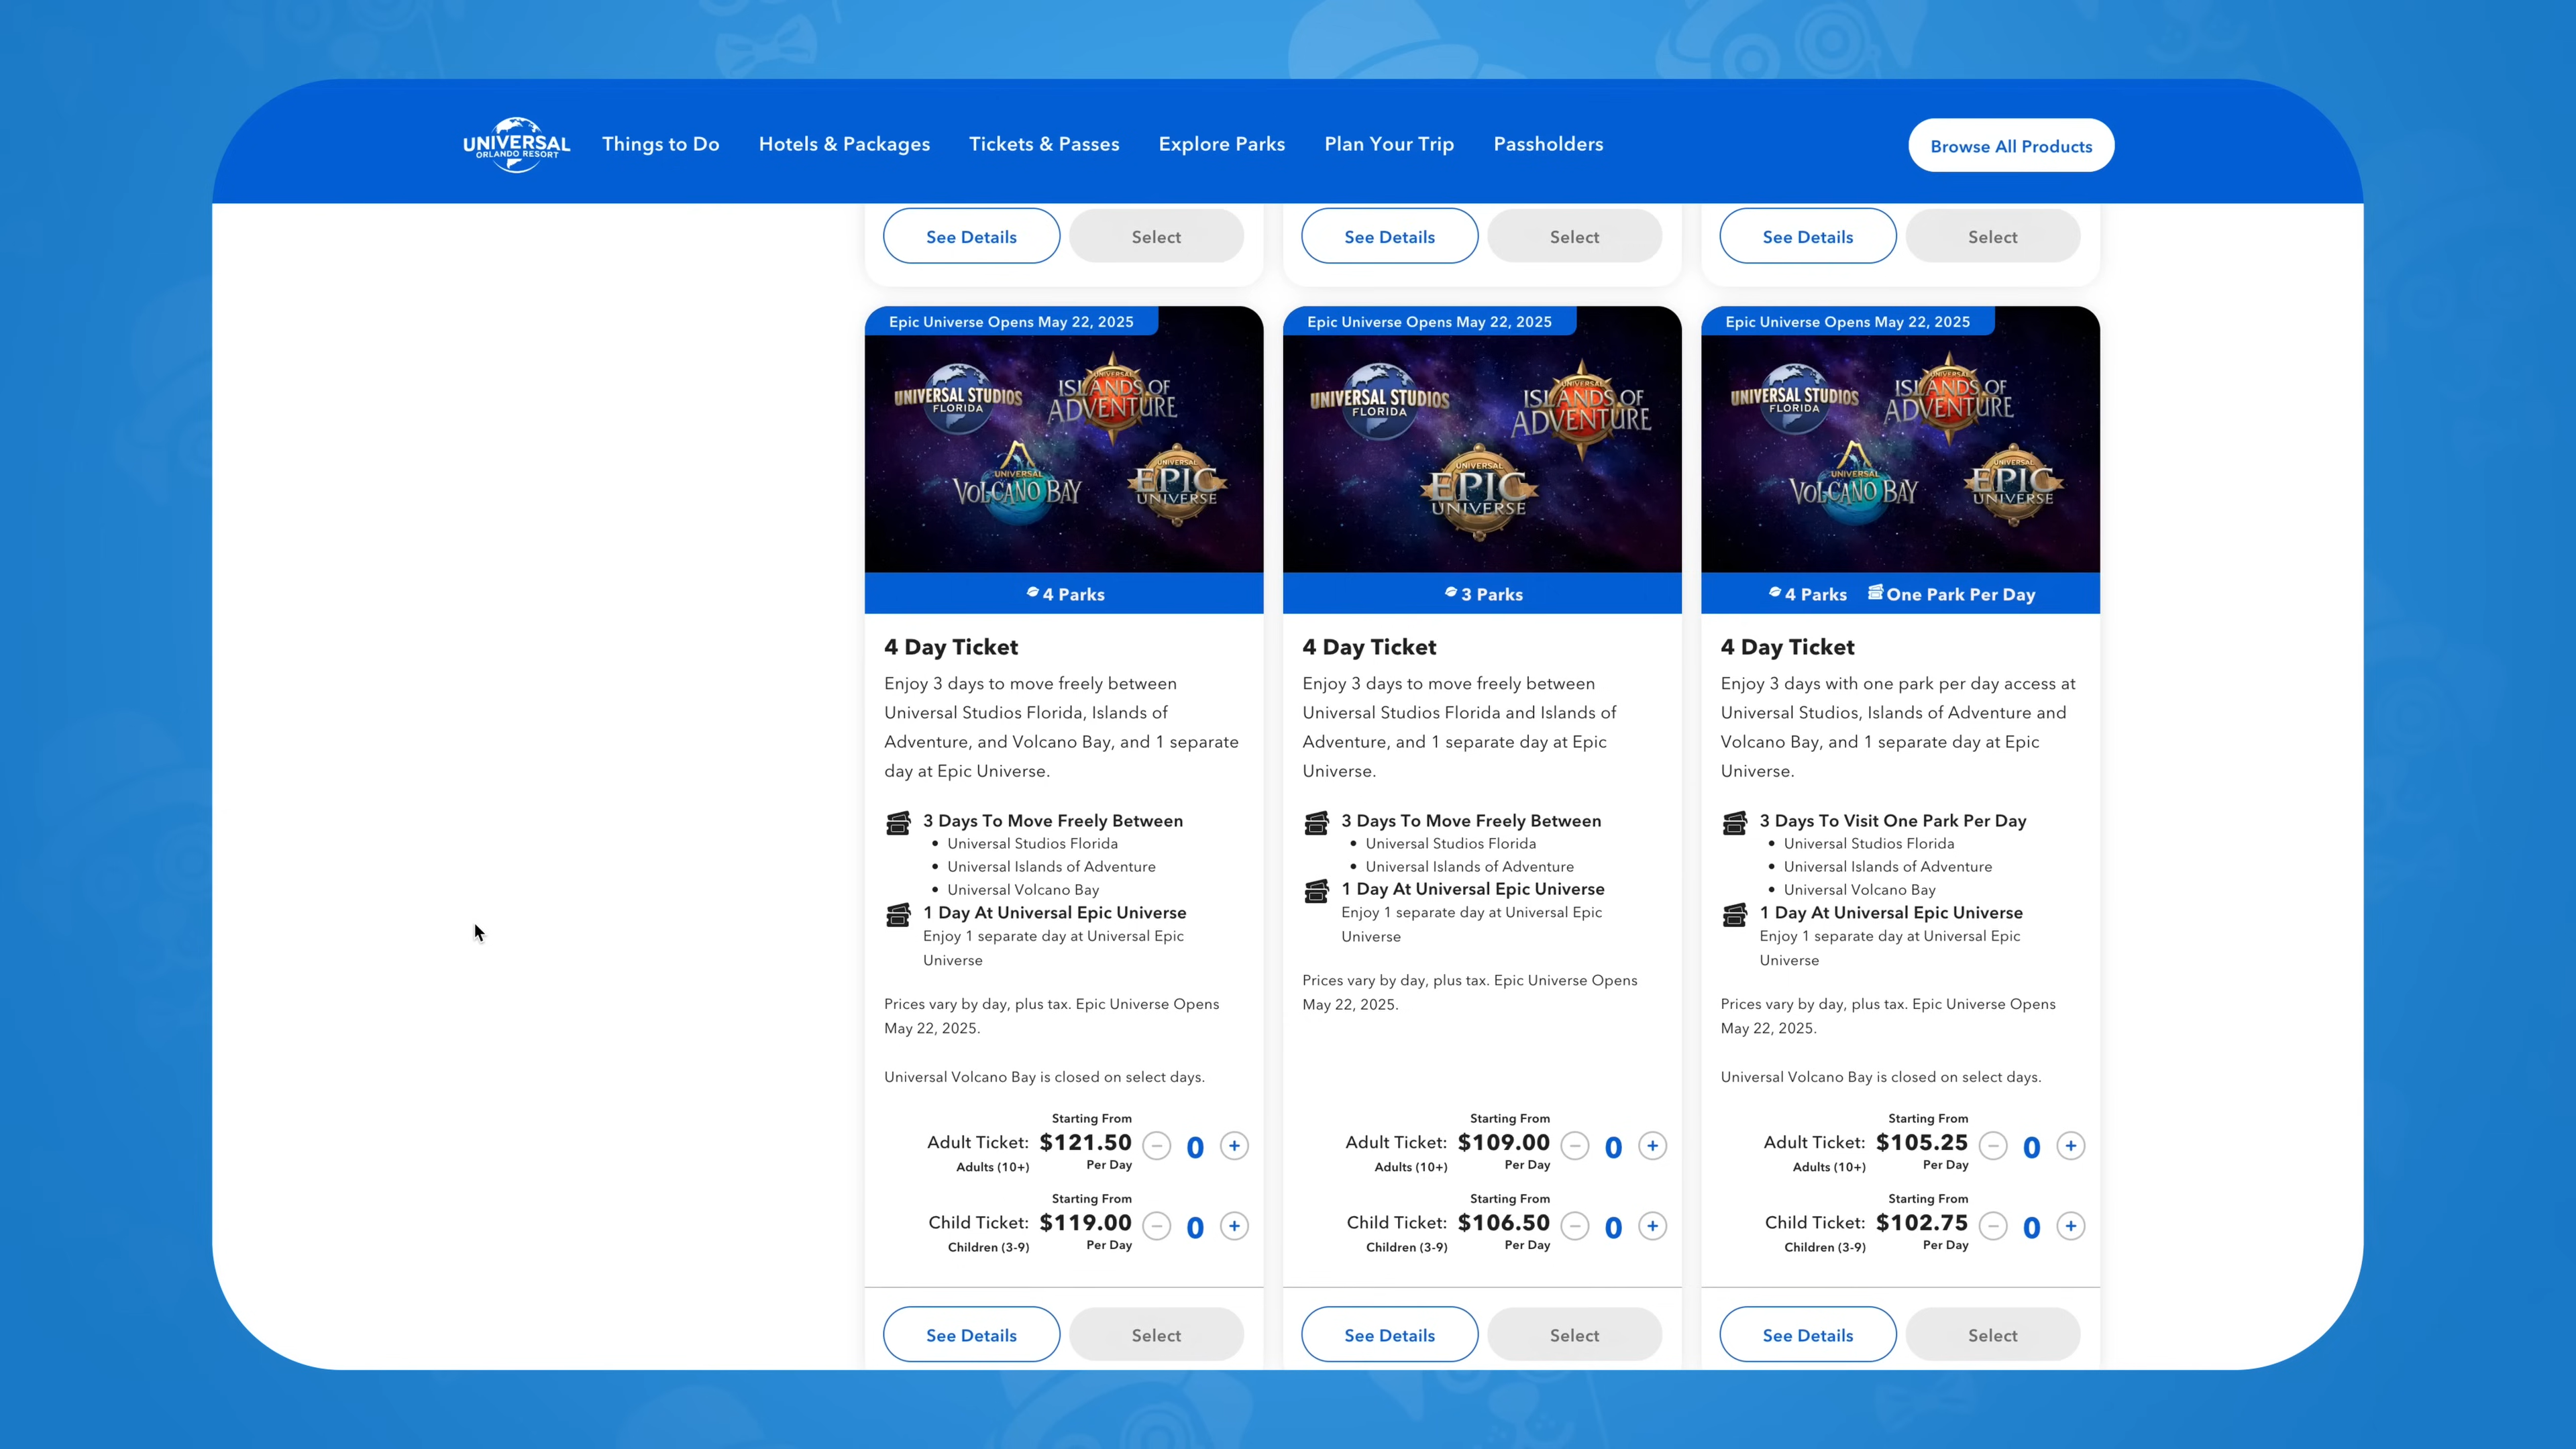 UNIVERSAL
ORLANDO RESORT
Things to Do
Hotels & Packages
Tickets & Passes
Explore Parks
Plan Your Trip
Passholders
Browse All Products
See Details
Select
See Details
Select
See Details
Select
Epic Universe Opens May 22, 2025
UNIVERSAL STUDIOS
FLORIDA
UNIVERSAL
ISLANDS OF
ADVENTURE
UNIVERSAL
VOLCANO BAY
UNIVERSAL
EPIC
UNIVERSE
4 Parks
4 Day Ticket
Enjoy 3 days to move freely between
Universal Studios Florida, Islands of
Adventure, and Volcano Bay, and 1 separate
day at Epic Universe.
3 Days To Move Freely Between
• Universal Studios Florida
• Universal Islands of Adventure
• Universal Volcano Bay
1 Day At Universal Epic Universe
Enjoy 1 separate day at Universal Epic
Universe
Prices vary by day, plus tax. Epic Universe Opens
May 22, 2025.
Universal Volcano Bay is closed on select days.
Starting From
Adult Ticket: $121.50 − 0 +
Adults (10+) Per Day
Starting From
Child Ticket: $119.00 − 0 +
Children (3-9) Per Day
See Details
Select
Epic Universe Opens May 22, 2025
UNIVERSAL STUDIOS
FLORIDA
UNIVERSAL
ISLANDS OF
ADVENTURE
UNIVERSAL
EPIC
UNIVERSE
3 Parks
4 Day Ticket
Enjoy 3 days to move freely between
Universal Studios Florida and Islands of
Adventure, and 1 separate day at Epic
Universe.
3 Days To Move Freely Between
• Universal Studios Florida
• Universal Islands of Adventure
1 Day At Universal Epic Universe
Enjoy 1 separate day at Universal Epic
Universe
Prices vary by day, plus tax. Epic Universe Opens
May 22, 2025.
Starting From
Adult Ticket: $109.00 − 0 +
Adults (10+) Per Day
Starting From
Child Ticket: $106.50 − 0 +
Children (3-9) Per Day
See Details
Select
Epic Universe Opens May 22, 2025
UNIVERSAL STUDIOS
FLORIDA
UNIVERSAL
ISLANDS OF
ADVENTURE
UNIVERSAL
VOLCANO BAY
UNIVERSAL
EPIC
UNIVERSE
4 Parks One Park Per Day
4 Day Ticket
Enjoy 3 days with one park per day access at
Universal Studios, Islands of Adventure and
Volcano Bay, and 1 separate day at Epic
Universe.
3 Days To Visit One Park Per Day
• Universal Studios Florida
• Universal Islands of Adventure
• Universal Volcano Bay
1 Day At Universal Epic Universe
Enjoy 1 separate day at Universal Epic
Universe
Prices vary by day, plus tax. Epic Universe Opens
May 22, 2025.
Universal Volcano Bay is closed on select days.
Starting From
Adult Ticket: $105.25 − 0 +
Adults (10+) Per Day
Starting From
Child Ticket: $102.75 − 0 +
Children (3-9) Per Day
See Details
Select